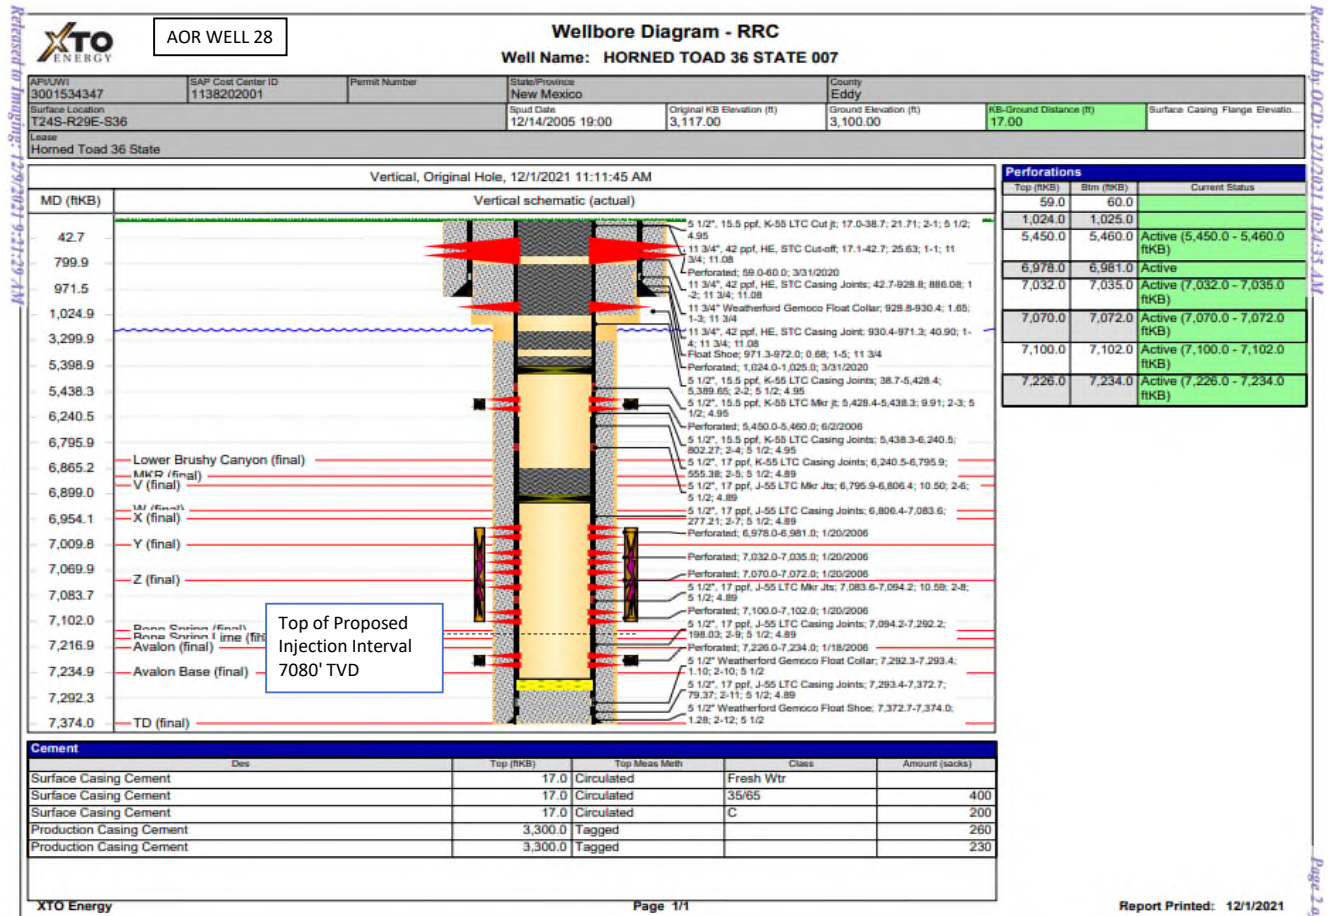 Released to Imaging: 12/9/2021 9:21:29 AM
Received by OCD: 12/1/2021 10:24:35 AM
XTO
ENERGY
AOR WELL 28
Wellbore Diagram - RRC
Well Name: HORNED TOAD 36 STATE 007
API/UWI
3001534347
SAP Cost Center ID
1138202001
Permit Number
State/Province
New Mexico
County
Eddy
Surface Location
T24S-R29E-S36
Spud Date
12/14/2005 19:00
Original KB Elevation (ft)
3,117.00
Ground Elevation (ft)
3,100.00
KB-Ground Distance (ft)
17.00
Surface Casing Flange Elevatio...
Lease
Horned Toad 36 State
Vertical, Original Hole, 12/1/2021 11:11:45 AM
MD (ftKB)
Vertical schematic (actual)
42.7
799.9
971.5
1,024.9
3,299.9
5,398.9
5,438.3
6,240.5
6,795.9
6,865.2
6,899.0
6,954.1
7,009.8
7,069.9
7,083.7
7,102.0
7,216.9
7,234.9
7,292.3
7,374.0
Lower Brushy Canyon (final)
MKR (final)
V (final)
W (final)
X (final)
Y (final)
Z (final)
Bone Spring (final)
Bone Spring Lime (fin
Avalon (final)
Avalon Base (final)
TD (final)
Top of Proposed
Injection Interval
7080' TVD
5 1/2", 15.5 ppf, K-55 LTC Cut jt; 17.0-38.7; 21.71; 2-1; 5 1/2;
4.95
11 3/4", 42 ppf, HE, STC Cut-off; 17.1-42.7; 25.63; 1-1; 11
3/4; 11.08
Perforated; 59.0-60.0; 3/31/2020
11 3/4", 42 ppf, HE, STC Casing Joints; 42.7-928.8; 886.08; 1
-2; 11 3/4; 11.08
11 3/4" Weatherford Gemoco Float Collar; 928.8-930.4; 1.65;
1-3; 11 3/4
11 3/4", 42 ppf, HE, STC Casing Joint; 930.4-971.3; 40.90; 1-
4; 11 3/4; 11.08
Float Shoe; 971.3-972.0; 0.68; 1-5; 11 3/4
Perforated; 1,024.0-1,025.0; 3/31/2020
5 1/2", 15.5 ppf, K-55 LTC Casing Joints; 38.7-5,428.4;
5,389.65; 2-2; 5 1/2; 4.95
5 1/2", 15.5 ppf, K-55 LTC Mkr jt; 5,428.4-5,438.3; 9.91; 2-3; 5
1/2; 4.95
Perforated; 5,450.0-5,460.0; 6/2/2006
5 1/2", 15.5 ppf, K-55 LTC Casing Joints; 5,438.3-6,240.5;
802.27; 2-4; 5 1/2; 4.95
5 1/2", 17 ppf, K-55 LTC Casing Joints; 6,240.5-6,795.9;
555.38; 2-5; 5 1/2; 4.89
5 1/2", 17 ppf, J-55 LTC Mkr Jts; 6,795.9-6,806.4; 10.50; 2-6;
5 1/2; 4.89
5 1/2", 17 ppf, J-55 LTC Casing Joints; 6,806.4-7,083.6;
277.21; 2-7; 5 1/2; 4.89
Perforated; 6,978.0-6,981.0; 1/20/2006
Perforated; 7,032.0-7,035.0; 1/20/2006
Perforated; 7,070.0-7,072.0; 1/20/2006
5 1/2", 17 ppf, J-55 LTC Mkr Jts; 7,083.6-7,094.2; 10.59; 2-8;
5 1/2; 4.89
Perforated; 7,100.0-7,102.0; 1/20/2006
5 1/2", 17 ppf, J-55 LTC Casing Joints; 7,094.2-7,292.2;
198.03; 2-9; 5 1/2; 4.89
Perforated; 7,226.0-7,234.0; 1/18/2006
5 1/2" Weatherford Gemoco Float Collar; 7,292.3-7,293.4;
1.10; 2-10; 5 1/2
5 1/2", 17 ppf, J-55 LTC Casing Joints; 7,293.4-7,372.7;
79.37; 2-11; 5 1/2; 4.89
5 1/2" Weatherford Gemoco Float Shoe; 7,372.7-7,374.0;
1.28; 2-12; 5 1/2
Perforations
Top (ftKB) Btm (ftKB) Current Status
59.0 60.0
1,024.0 1,025.0
5,450.0 5,460.0 Active (5,450.0 - 5,460.0
ftKB)
6,978.0 6,981.0 Active
7,032.0 7,035.0 Active (7,032.0 - 7,035.0
ftKB)
7,070.0 7,072.0 Active (7,070.0 - 7,072.0
ftKB)
7,100.0 7,102.0 Active (7,100.0 - 7,102.0
ftKB)
7,226.0 7,234.0 Active (7,226.0 - 7,234.0
ftKB)
Cement
Des Top (ftKB) Top Meas Meth Class Amount (sacks)
Surface Casing Cement 17.0 Circulated Fresh Wtr
Surface Casing Cement 17.0 Circulated 35/65 400
Surface Casing Cement 17.0 Circulated C 200
Production Casing Cement 3,300.0 Tagged 260
Production Casing Cement 3,300.0 Tagged 230
XTO Energy
Page 1/1
Report Printed: 12/1/2021
Page 2 o